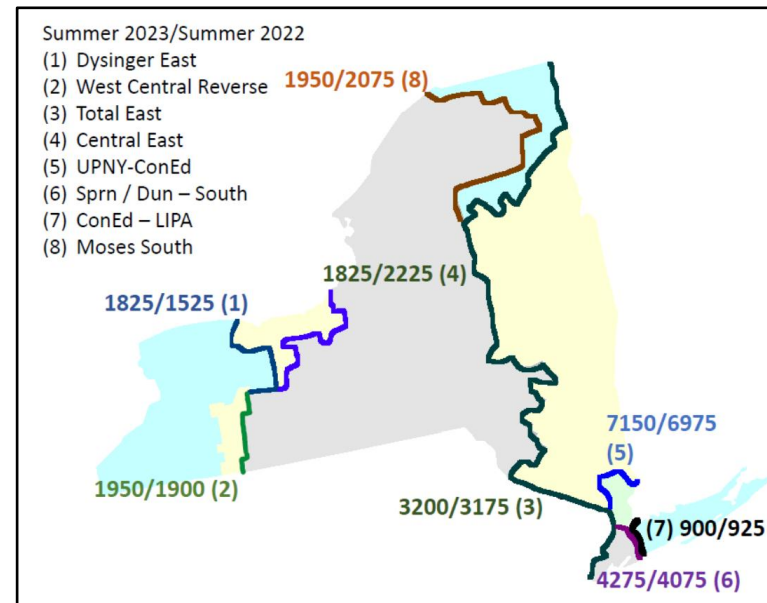 Summer 2023/Summer 2022
(1) Dysinger East
(2) West Central Reverse
(3) Total East
(4) Central East
(5) UPNY-ConEd
(6) Sprn / Dun – South
(7) ConEd – LIPA
(8) Moses South
1950/2075 (8)
1825/2225 (4)
1825/1525 (1)
7150/6975
(5)
1950/1900 (2)
3200/3175 (3)
(7) 900/925
4275/4075 (6)